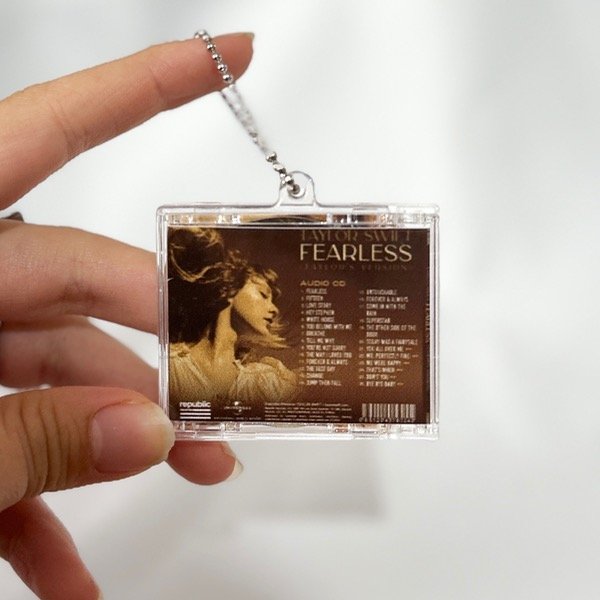 TAYLOR SWIFT
FEARLESS
(TAYLOR'S VERSION)
AUDIO CD
FEARLESS
FIFTEEN
LOVE STORY
HEY STEPHEN
WHITE HORSE
YOU BELONG WITH ME
BREATHE
TELL ME WHY
YOU'RE NOT SORRY
THE WAY I LOVED YOU
FOREVER & ALWAYS
THE BEST DAY
CHANGE
JUMP THEN FALL
UNTOUCHABLE
FOREVER & ALWAYS
COME IN WITH THE
RAIN
SUPERSTAR
THE OTHER SIDE OF THE
DOOR
TODAY WAS A FAIRYTALE
YOU ALL OVER ME
MR. PERFECTLY FINE
WE WERE HAPPY
THAT'S WHEN
DON'T YOU
BYE BYE BABY
republic
UNIVERSAL